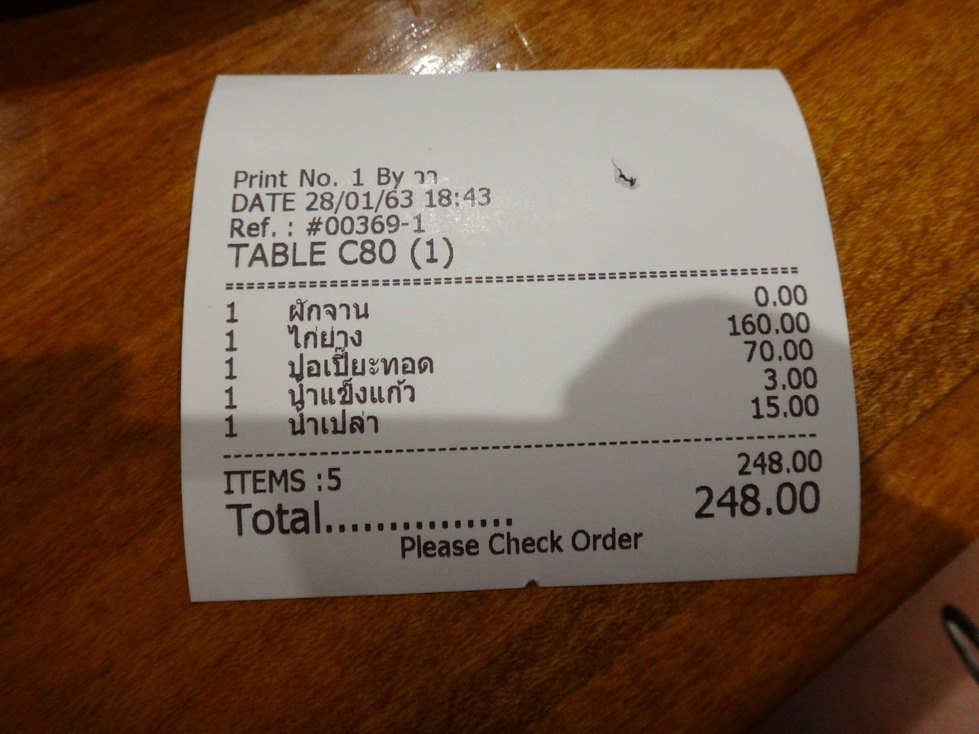 Print No. 1 By วา
DATE 28/01/63 18:43
Ref. : #00369-1
TABLE C80 (1)
1 ผักจาน 0.00
1 ไก่ย่าง 160.00
1 ปอเปี๊ยะทอด 70.00
1 น้ำแข็งแก้ว 3.00
1 น้ำเปล่า 15.00
ITEMS :5 248.00
Total............... 248.00
Please Check Order